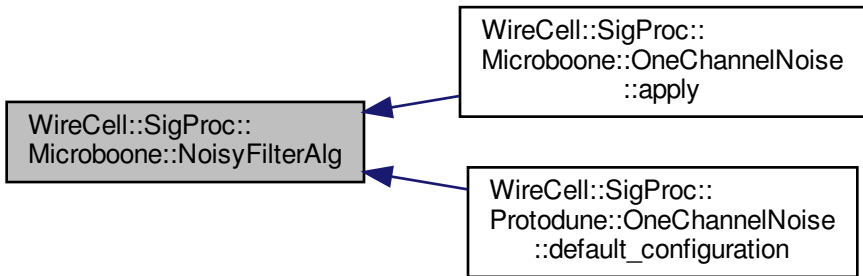 WireCell::SigProc::
Microboone::NoisyFilterAlg
WireCell::SigProc::
Microboone::OneChannelNoise
::apply
WireCell::SigProc::
Protodune::OneChannelNoise
::default_configuration